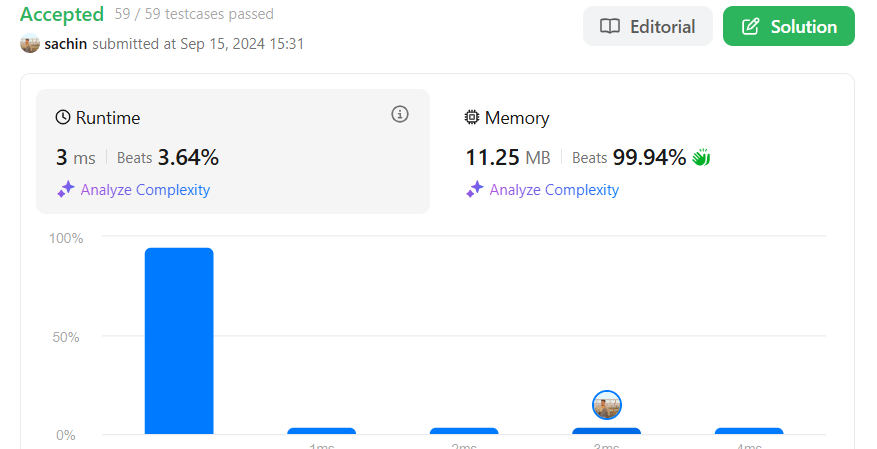 Accepted 59 / 59 testcases passed
Editorial
Solution
sachin submitted at Sep 15, 2024 15:31
Runtime
3 ms Beats 3.64%
Analyze Complexity
Memory
11.25 MB Beats 99.94%
Analyze Complexity
100%
50%
0%
1ms 2ms 3ms 4ms